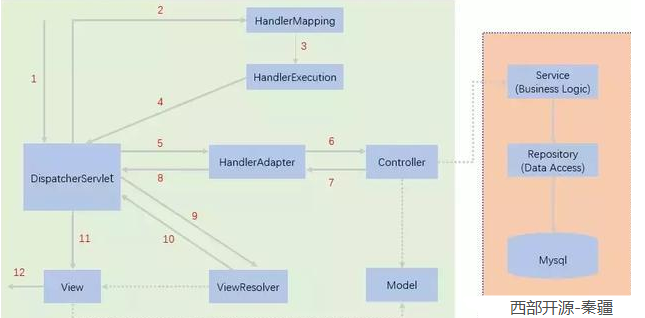 2
HandlerMapping
3
1
HandlerExecution
Service
(Business Logic)
4
5
6
DispatcherServlet
HandlerAdapter
Controller
Repository
(Data Access)
8
7
9
10
11
Mysql
12
View
ViewResolver
Model
西部开源-秦疆